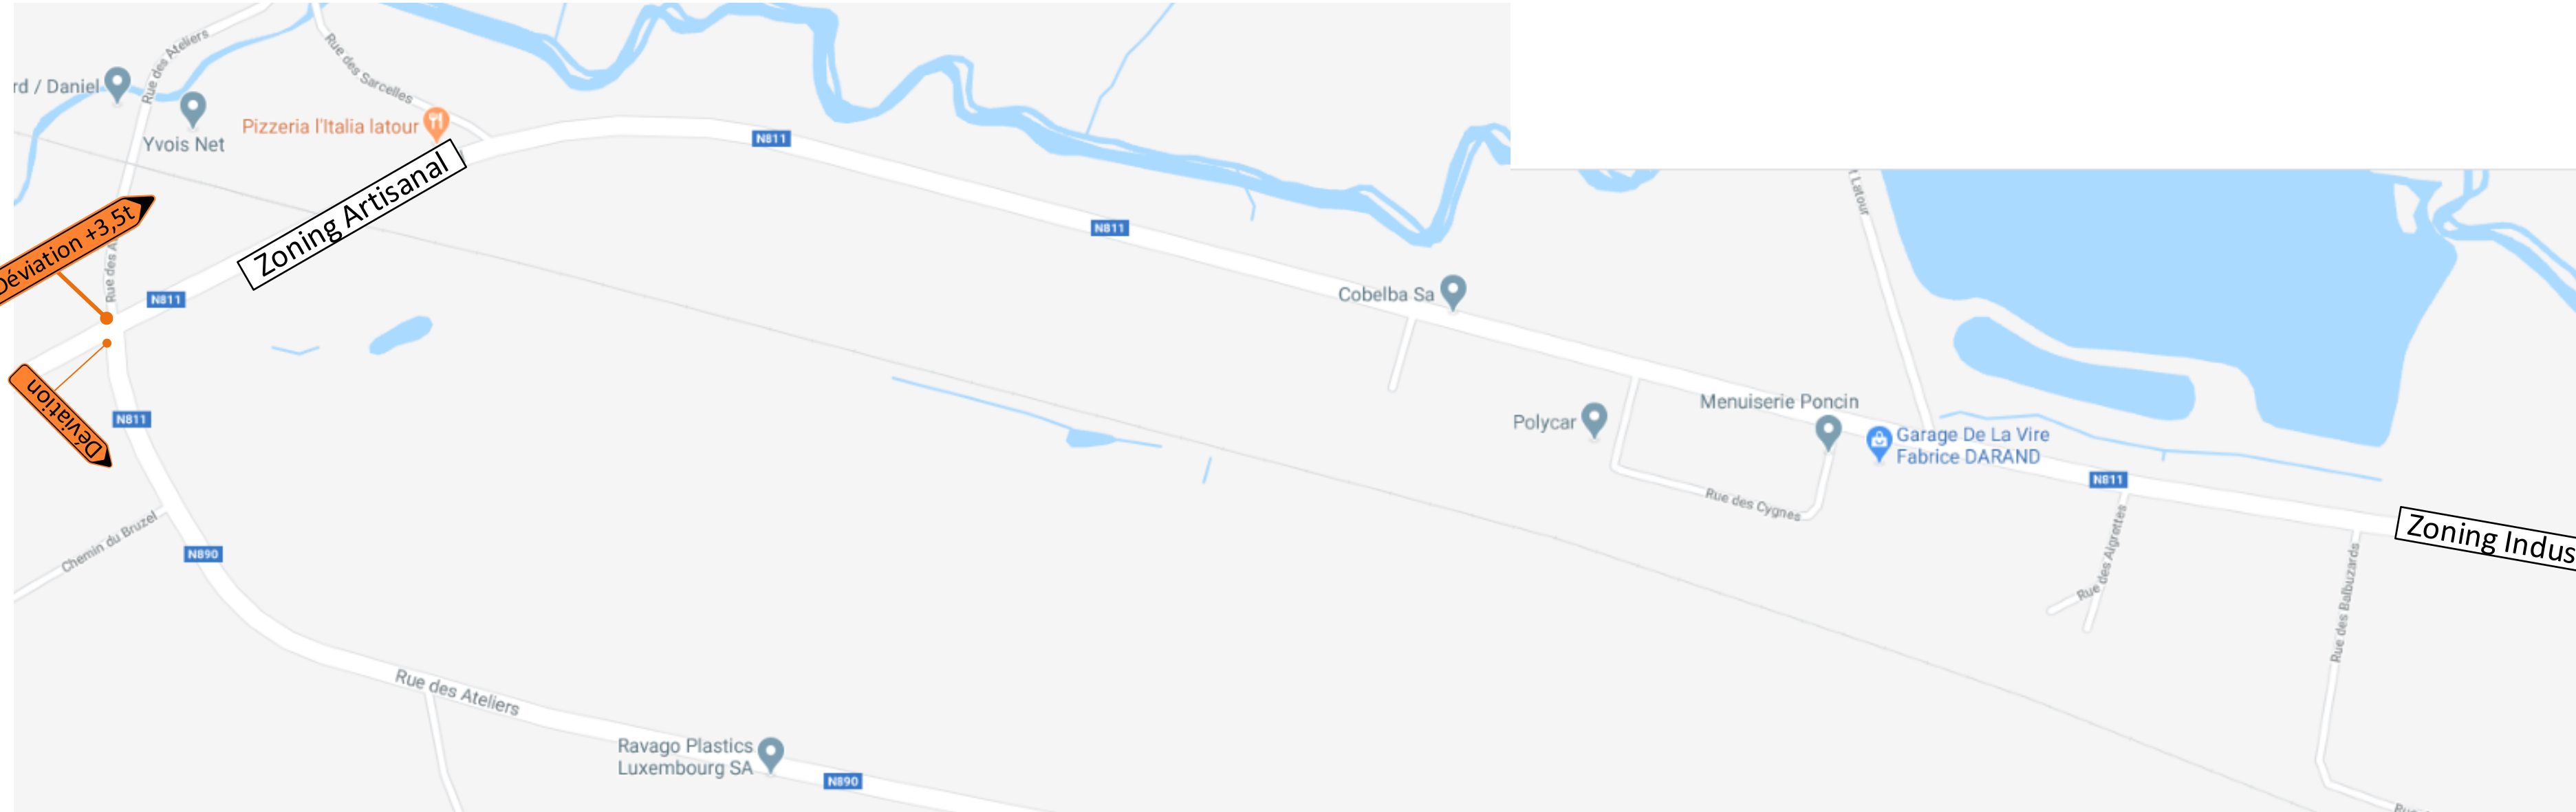 Rue des Ateliers
Rue des Sarcelles
rd / Daniel
Yvois Net
Pizzeria l'Italia latour
N811
Zoning Artisanal
Déviation +3,5t
Rue des A
N811
N811
t Latour
Cobelba Sa
Déviation
N811
Polycar
Menuiserie Poncin
Garage De La Vire
Fabrice DARAND
Rue des Cygnes
N811
Zoning Indus
Rue des Aigrettes
Rue des Balbuzards
Chemin du Bruzel
N890
Rue des Ateliers
Ravago Plastics
Luxembourg SA
N890